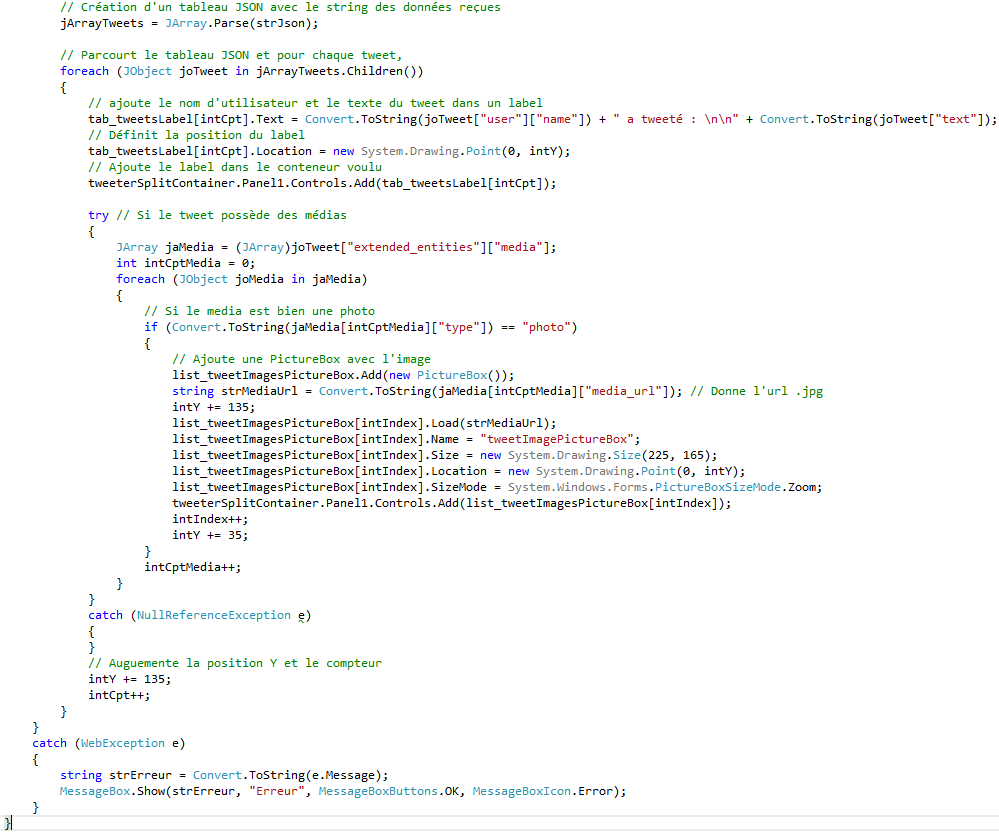 // Création d'un tableau JSON avec le string des données reçues
jArrayTweets = JArray.Parse(strJson);
// Parcourt le tableau JSON et pour chaque tweet,
foreach (JObject joTweet in jArrayTweets.Children())
{
// ajoute le nom d'utilisateur et le texte du tweet dans un label
tab_tweetsLabel[intCpt].Text = Convert.ToString(joTweet["user"]["name"]) + " a tweeté : \n\n" + Convert.ToString(joTweet["text"]);
// Définit la position du label
tab_tweetsLabel[intCpt].Location = new System.Drawing.Point(0, intY);
// Ajoute le label dans le conteneur voulu
tweeterSplitContainer.Panel1.Controls.Add(tab_tweetsLabel[intCpt]);
try // Si le tweet possède des médias
{
JArray jaMedia = (JArray)joTweet["extended_entities"]["media"];
int intCptMedia = 0;
foreach (JObject joMedia in jaMedia)
{
// Si le media est bien une photo
if (Convert.ToString(jaMedia[intCptMedia]["type"]) == "photo")
{
// Ajoute une PictureBox avec l'image
list_tweetImagesPictureBox.Add(new PictureBox());
string strMediaUrl = Convert.ToString(jaMedia[intCptMedia]["media_url"]); // Donne l'url .jpg
intY += 135;
list_tweetImagesPictureBox[intIndex].Load(strMediaUrl);
list_tweetImagesPictureBox[intIndex].Name = "tweetImagePictureBox";
list_tweetImagesPictureBox[intIndex].Size = new System.Drawing.Size(225, 165);
list_tweetImagesPictureBox[intIndex].Location = new System.Drawing.Point(0, intY);
list_tweetImagesPictureBox[intIndex].SizeMode = System.Windows.Forms.PictureBoxSizeMode.Zoom;
tweeterSplitContainer.Panel1.Controls.Add(list_tweetImagesPictureBox[intIndex]);
intIndex++;
intY += 35;
}
intCptMedia++;
}
}
catch (NullReferenceException e)
{
}
// Auguemente la position Y et le compteur
intY += 135;
intCpt++;
}
}
catch (WebException e)
{
string strErreur = Convert.ToString(e.Message);
MessageBox.Show(strErreur, "Erreur", MessageBoxButtons.OK, MessageBoxIcon.Error);
}
}